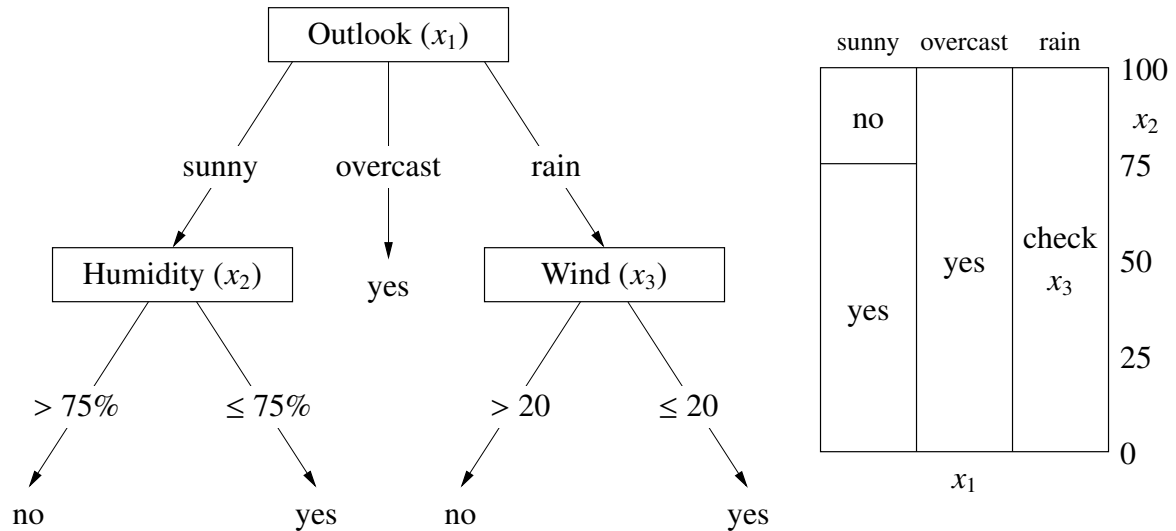 Outlook (x1)
sunny
overcast
rain
Humidity (x2)
yes
Wind (x3)
> 75%
≤ 75%
> 20
≤ 20
no
yes
no
yes
sunny overcast rain
100
no
x2
75
check
yes
50
x3
yes
25
0
x1